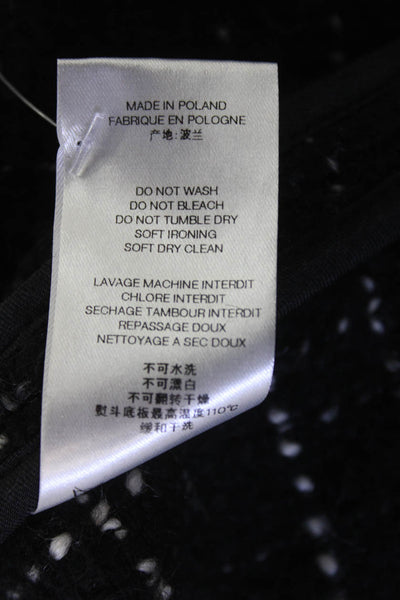 MADE IN POLAND
FABRIQUE EN POLOGNE
产地:波兰
DO NOT WASH
DO NOT BLEACH
DO NOT TUMBLE DRY
SOFT IRONING
SOFT DRY CLEAN
LAVAGE MACHINE INTERDIT
CHLORE INTERDIT
SECHAGE TAMBOUR INTERDIT
REPASSAGE DOUX
NETTOYAGE A SEC DOUX
不可水洗
不可漂白
不可翻转干燥
熨斗底板最高温度110℃
缓和干洗